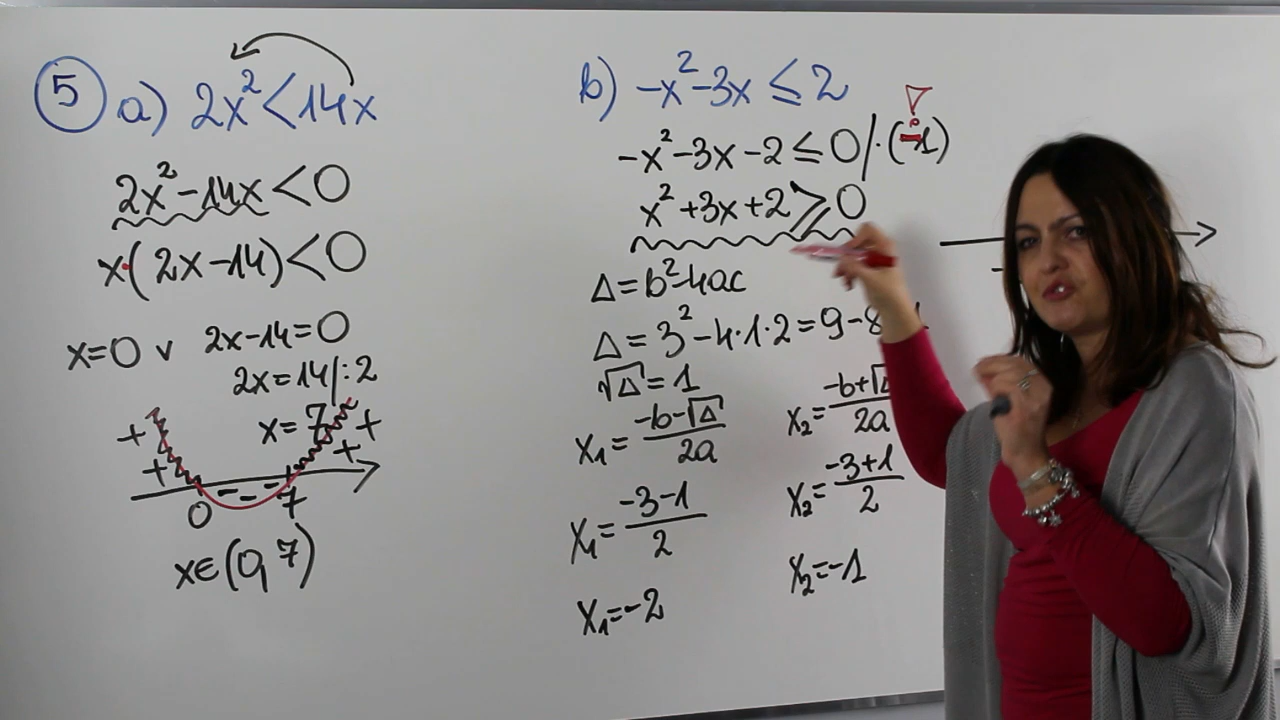 5 a) 2x² < 14x
2x² - 14x < 0
x·(2x - 14) < 0
x = 0 v 2x - 14 = 0
2x = 14 /:2
x = 7
+ +
+ +
- - -
0 7
x ∈ (0, 7)
b) -x² - 3x ≤ 2
-x² - 3x - 2 ≤ 0 /·(-1)
x² + 3x + 2 ≥ 0
Δ = b² - 4ac
Δ = 3² - 4·1·2 = 9 - 8
√Δ = 1
x₁ = (-b - √Δ)/2a
x₂ = (-b + √Δ)/2a
x₁ = (-3 - 1)/2
x₂ = (-3 + 1)/2
x₁ = -2
x₂ = -1